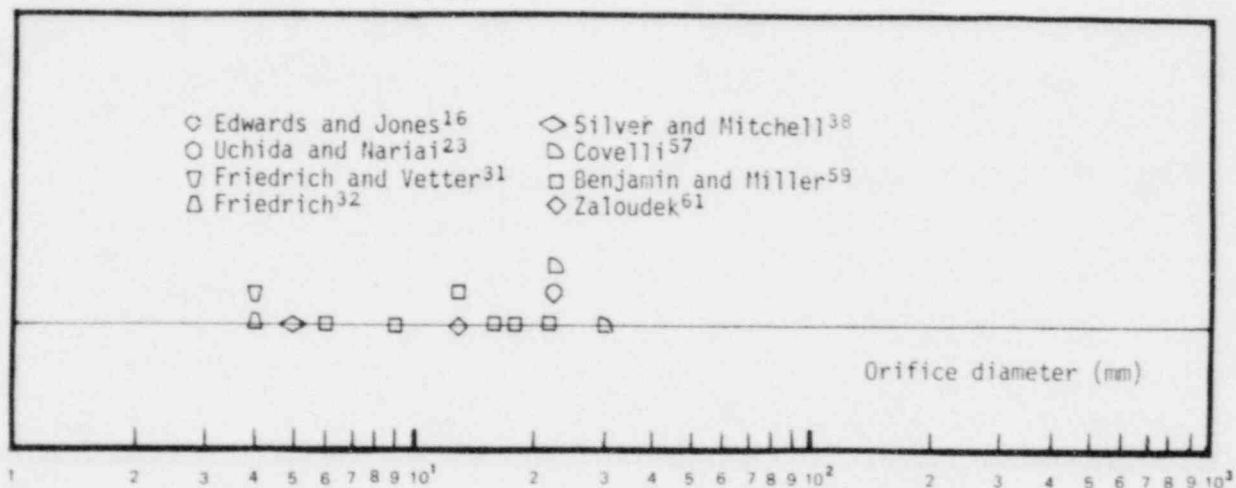 Edwards and Jones16
Uchida and Nariai23
Friedrich and Vetter31
Friedrich32
Silver and Mitchell38
Covelli57
Benjamin and Miller59
Zaloudek61
Orifice diameter (mm)
1 2 3 4 5 6 7 8 9 10¹ 2 3 4 5 6 7 8 9 10² 2 3 4 5 6 7 8 9 10³